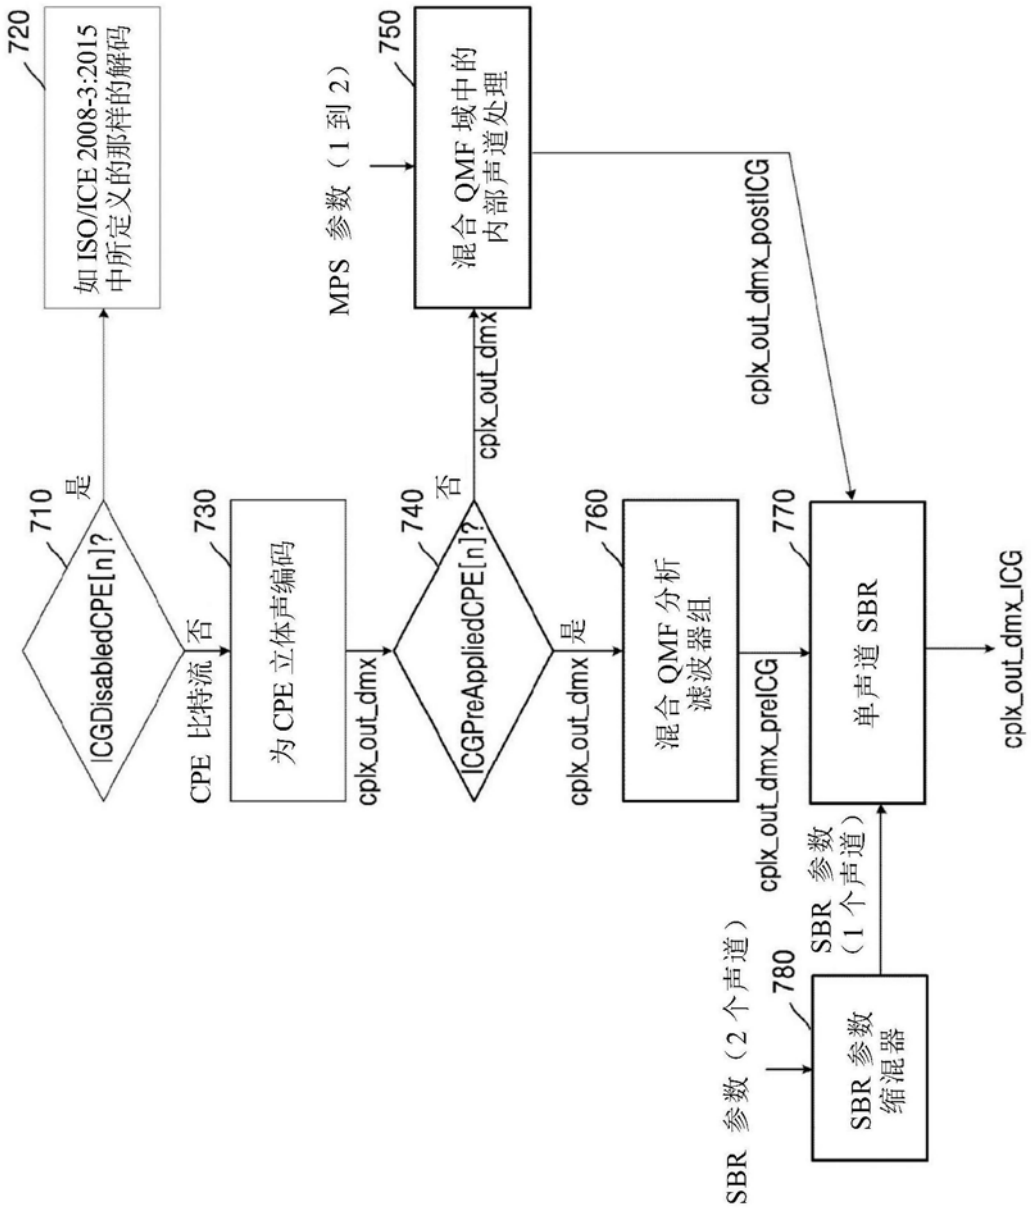 710
ICGDisabledCPE[n]?
是
720
如 ISO/ICE 2008-3:2015
中所定义的那样的解码
否
CPE 比特流
730
为 CPE 立体声编码
cplx_out_dmx
740
ICGPreAppliedCPE[n]?
否
cplx_out_dmx
MPS 参数（1 到 2）
750
混合 QMF 域中的
内部声道处理
cplx_out_dmx_postICG
是
cplx_out_dmx
760
混合 QMF 分析
滤波器组
cplx_out_dmx_preICG
770
单声道 SBR
SBR 参数（2 个声道）
780
SBR 参数
缩混器
SBR 参数
（1 个声道）
cplx_out_dmx_ICG